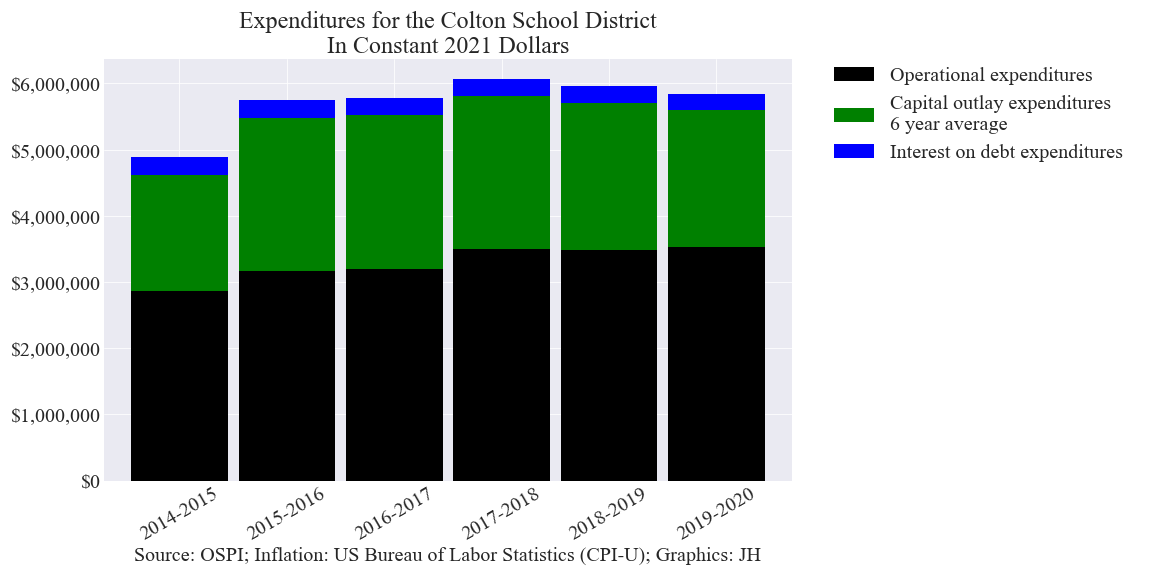 Expenditures for the Colton School District
In Constant 2021 Dollars
$6,000,000
$5,000,000
$4,000,000
$3,000,000
$2,000,000
$1,000,000
$0
2014-2015
2015-2016
2016-2017
2017-2018
2018-2019
2019-2020
Source: OSPI; Inflation: US Bureau of Labor Statistics (CPI-U); Graphics: JH
Operational expenditures
Capital outlay expenditures
6 year average
Interest on debt expenditures